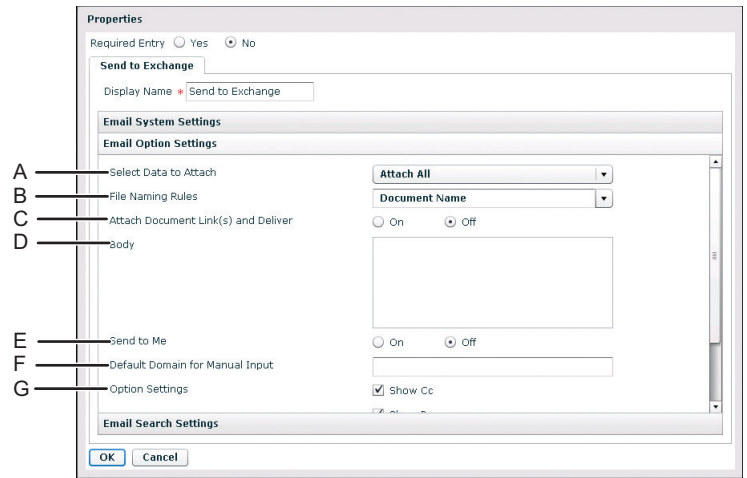 Properties
Required Entry Yes No
Send to Exchange
Display Name * Send to Exchange
Email System Settings
Email Option Settings
A Select Data to Attach Attach All
B File Naming Rules Document Name
C Attach Document Link(s) and Deliver On Off
D Body
E Send to Me On Off
F Default Domain for Manual Input
G Option Settings Show Cc
Email Search Settings
OK Cancel